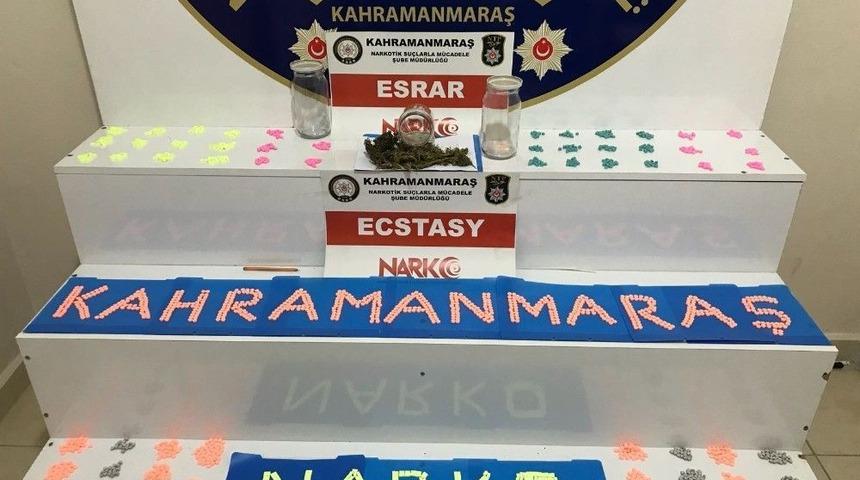 KAHRAMANMARAŞ
KAHRAMANMARAŞ
NARKOTİK SUÇLARLA MÜCADELE
ŞUBE MÜDÜRLÜĞÜ
ESRAR
KAHRAMANMARAŞ
NARKOTİK SUÇLARLA MÜCADELE
ŞUBE MÜDÜRLÜĞÜ
ECSTASY
NARKO
KAHRAMANMARAŞ
NARKO